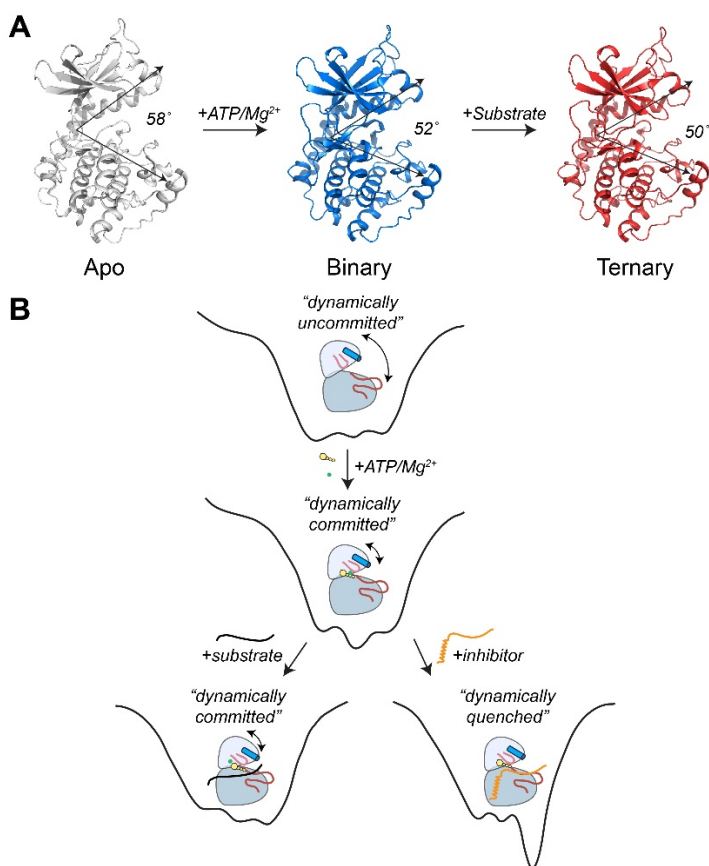 A
58°
+ATP/Mg²⁺
52°
+Substrate
50°
Apo
Binary
Ternary
B
"dynamically
uncommitted"
+ATP/Mg²⁺
"dynamically
committed"
+substrate
+inhibitor
"dynamically
committed"
"dynamically
quenched"